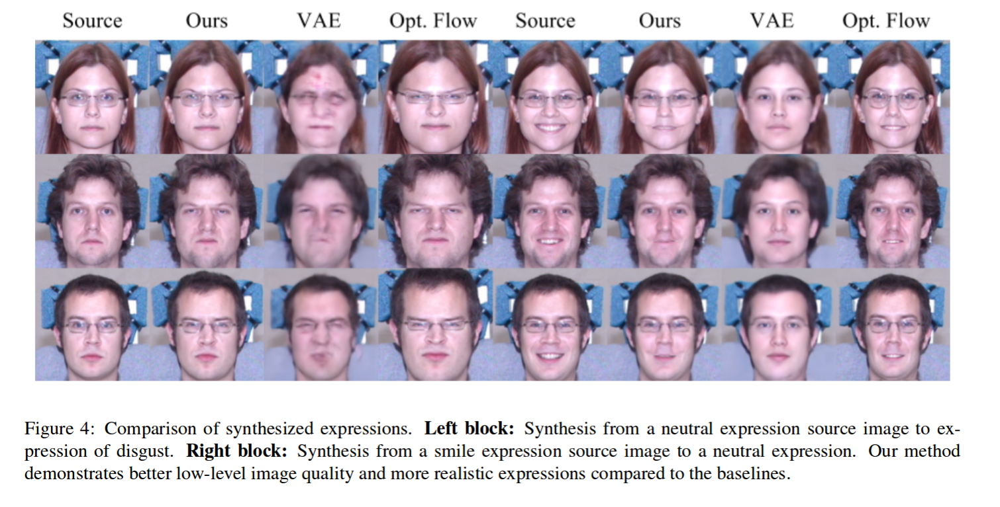 Source Ours VAE Opt. Flow Source Ours VAE Opt. Flow
Figure 4: Comparison of synthesized expressions. Left block: Synthesis from a neutral expression source image to ex-
pression of disgust. Right block: Synthesis from a smile expression source image to a neutral expression. Our method
demonstrates better low-level image quality and more realistic expressions compared to the baselines.